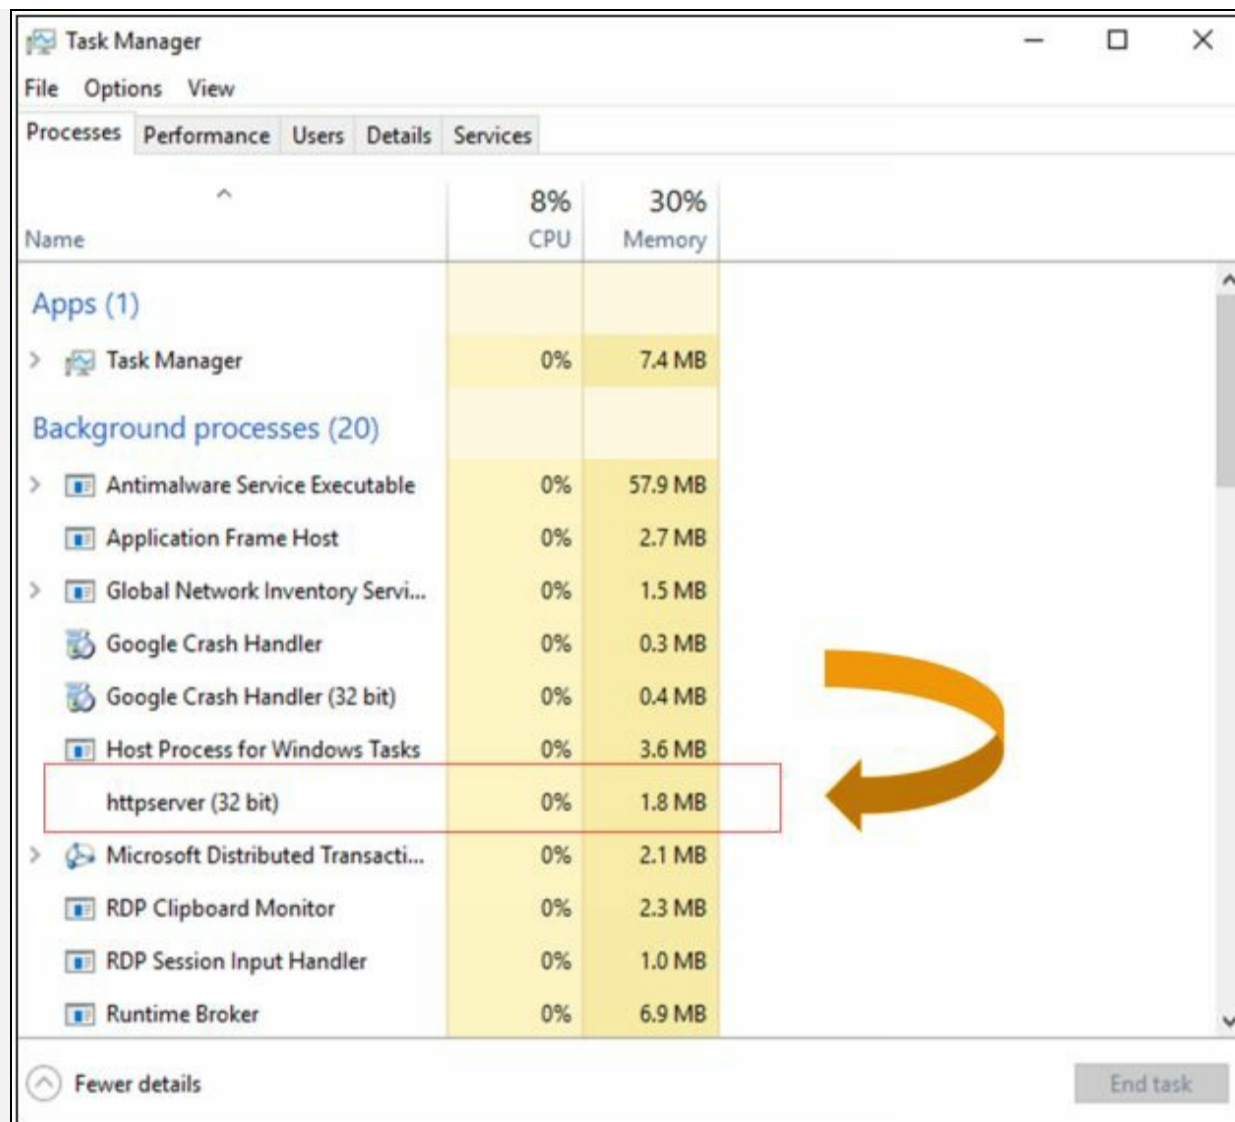 Task Manager
File Options View
Processes Performance Users Details Services
8% 30%
Name CPU Memory
Apps (1)
Task Manager 0% 7.4 MB
Background processes (20)
Antimalware Service Executable 0% 57.9 MB
Application Frame Host 0% 2.7 MB
Global Network Inventory Servi... 0% 1.5 MB
Google Crash Handler 0% 0.3 MB
Google Crash Handler (32 bit) 0% 0.4 MB
Host Process for Windows Tasks 0% 3.6 MB
httpserver (32 bit) 0% 1.8 MB
Microsoft Distributed Transacti... 0% 2.1 MB
RDP Clipboard Monitor 0% 2.3 MB
RDP Session Input Handler 0% 1.0 MB
Runtime Broker 0% 6.9 MB
Fewer details End task